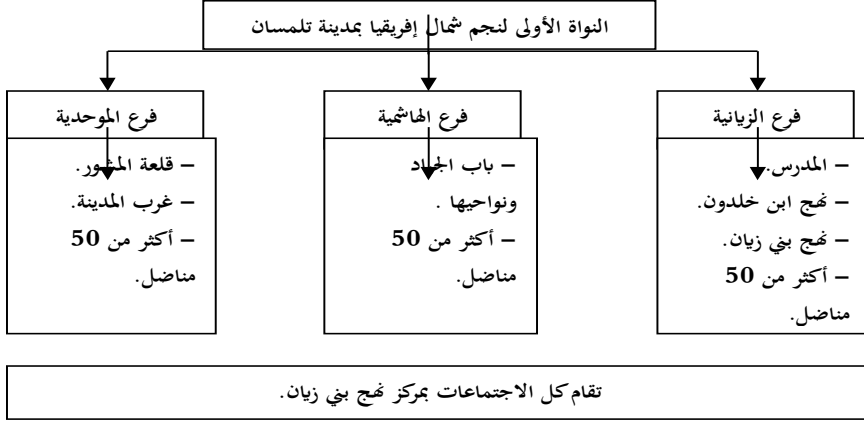 النواة الأولى لنجم شمال إفريقيا بمدينة تلمسان
فرع الزيانية
– المدرس.
– نهج ابن خلدون.
– نهج بني زيان.
– أكثر من 50
مناضل.
فرع الهاشمية
– باب الجياد
ونواحيها .
– أكثر من 50
مناضل.
فرع الموحدية
– قلعة المشور.
– غرب المدينة.
– أكثر من 50
مناضل.
تقام كل الاجتماعات بمركز نهج بني زيان.